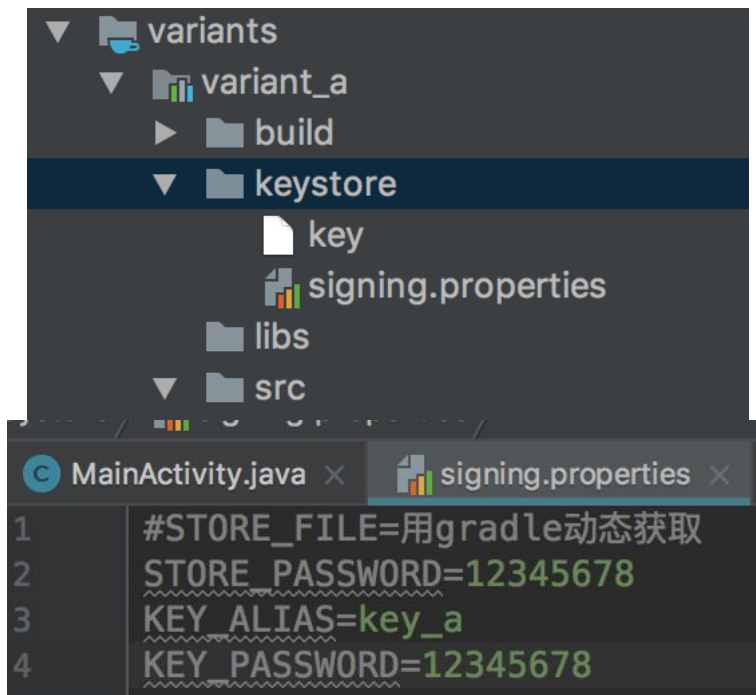 variants
variant_a
build
keystore
key
signing.properties
libs
src
MainActivity.java
signing.properties
1 #STORE_FILE=用gradle动态获取
2 STORE_PASSWORD=12345678
3 KEY_ALIAS=key_a
4 KEY_PASSWORD=12345678